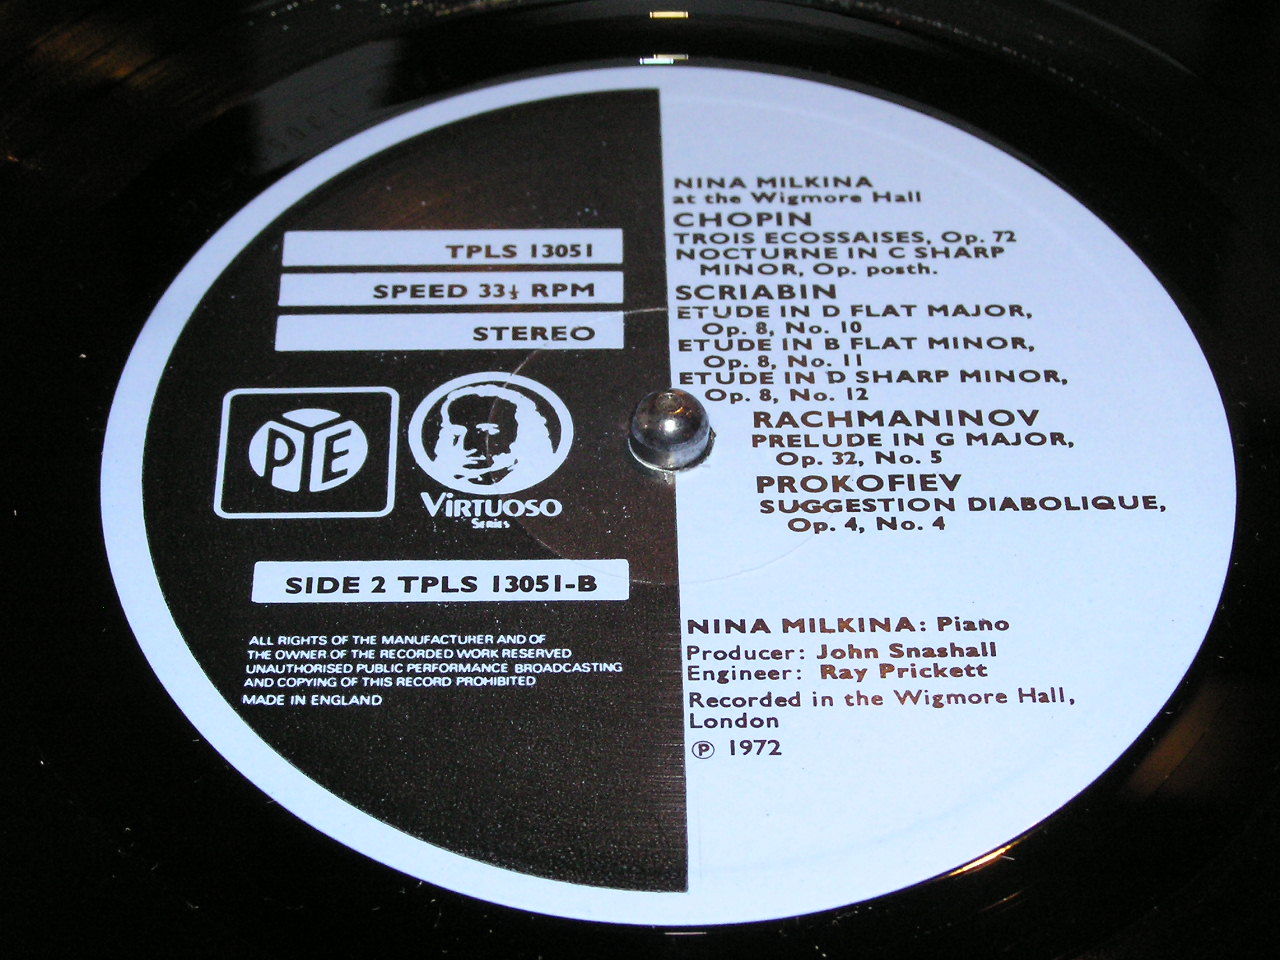 TPLS 13051
SPEED 33⅓ RPM
STEREO
PYE
VIRTUOSO
SERIES
SIDE 2 TPLS 13051-B
ALL RIGHTS OF THE MANUFACTURER AND OF
THE OWNER OF THE RECORDED WORK RESERVED
UNAUTHORISED PUBLIC PERFORMANCE BROADCASTING
AND COPYING OF THIS RECORD PROHIBITED
MADE IN ENGLAND
NINA MILKINA
at the Wigmore Hall
CHOPIN
TROIS ECOSSAISES, Op. 72
NOCTURNE IN C SHARP
MINOR, Op. posth.
SCRIABIN
ETUDE IN D FLAT MAJOR,
Op. 8, No. 10
ETUDE IN B FLAT MINOR,
Op. 8, No. 11
ETUDE IN D SHARP MINOR,
Op. 8, No. 12
RACHMANINOV
PRELUDE IN G MAJOR,
Op. 32, No. 5
PROKOFIEV
SUGGESTION DIABOLIQUE,
Op. 4, No. 4
NINA MILKINA: Piano
Producer: John Snashall
Engineer: Ray Prickett
Recorded in the Wigmore Hall,
London
℗ 1972